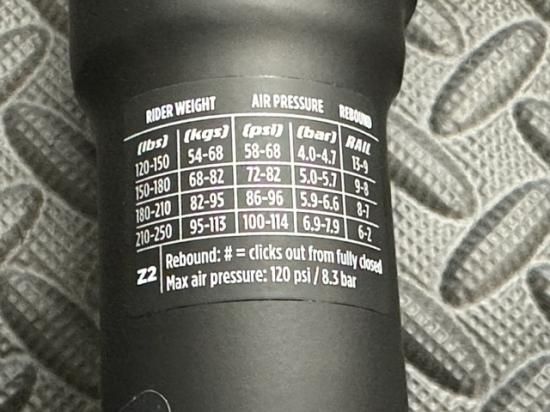 RIDER WEIGHT AIR PRESSURE REBOUND
(lbs) (kgs) (psi) (bar) RAIL
120-150 54-68 58-68 4.0-4.7 13-9
150-180 68-82 72-82 5.0-5.7 9-8
180-210 82-95 86-96 5.9-6.6 8-7
210-250 95-113 100-114 6.9-7.9 6-2
Z2 Rebound: # = clicks out from fully closed
Max air pressure: 120 psi / 8.3 bar